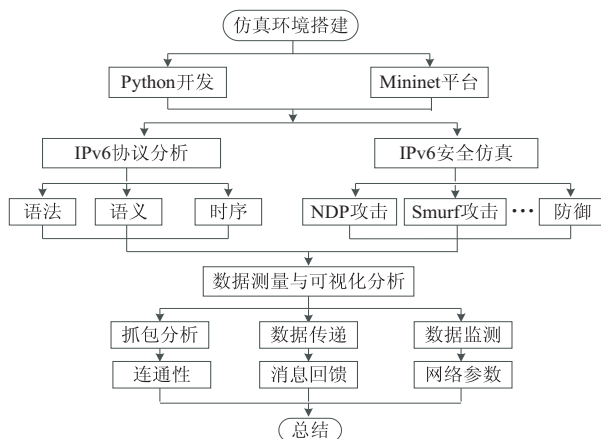 仿真环境搭建
Python开发
Mininet平台
IPv6协议分析
IPv6安全仿真
语法
语义
时序
NDP攻击
Smurf攻击
•••
防御
数据测量与可视化分析
抓包分析
数据传递
数据监测
连通性
消息回馈
网络参数
总结